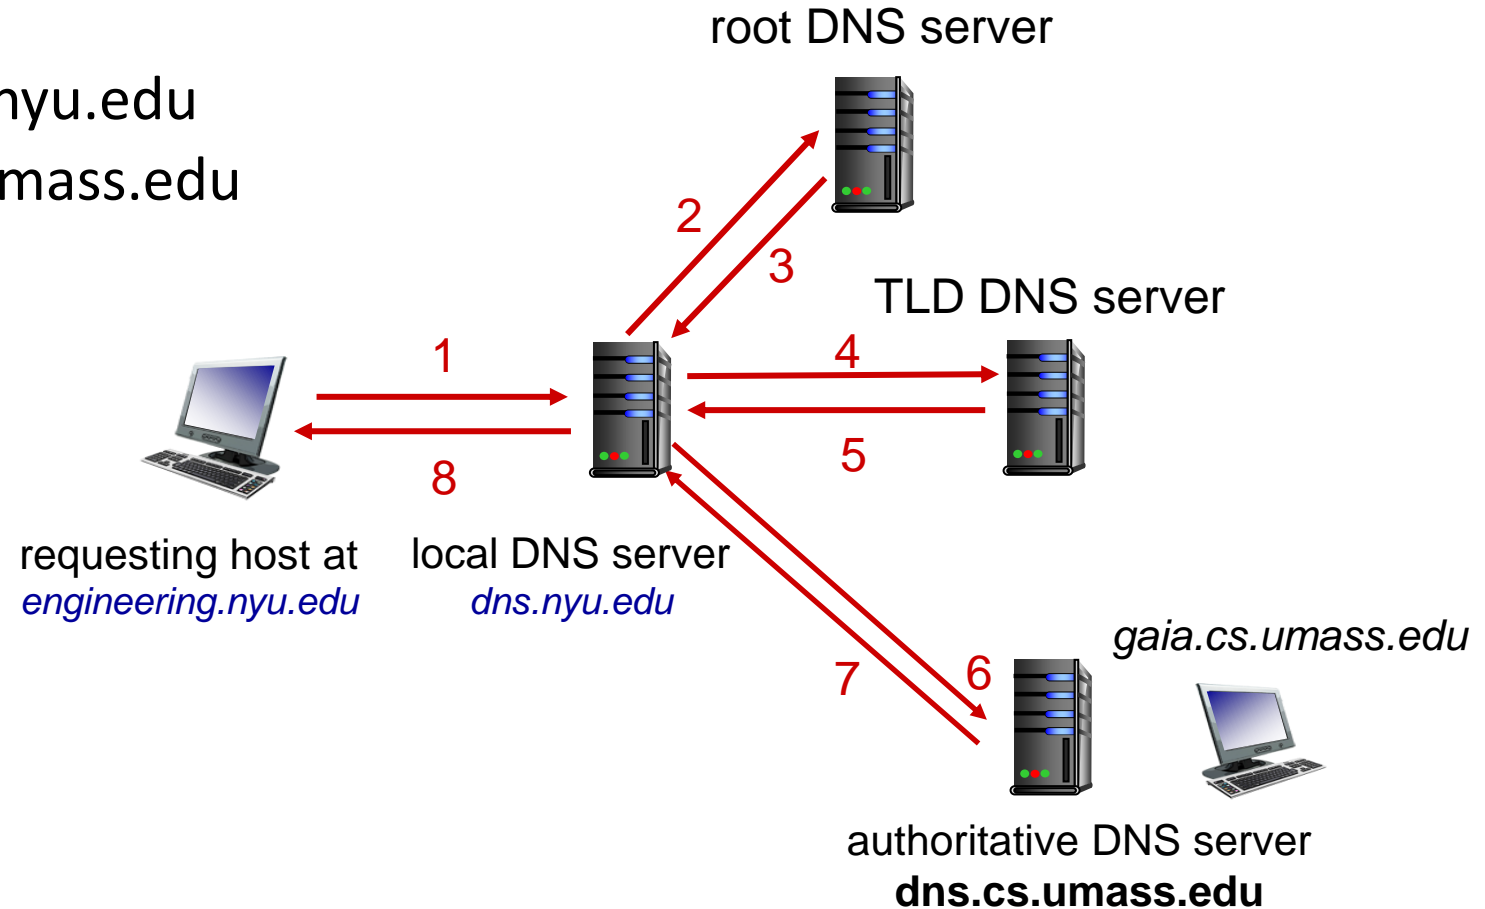 root DNS server
nyu.edu
mass.edu
2
3
TLD DNS server
1
4
8
5
requesting host at
engineering.nyu.edu
local DNS server
dns.nyu.edu
gaia.cs.umass.edu
7
6
authoritative DNS server
dns.cs.umass.edu